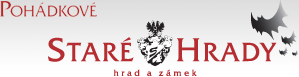 POHÁDKOVÉ
STARÉ HRADY
hrad a zámek